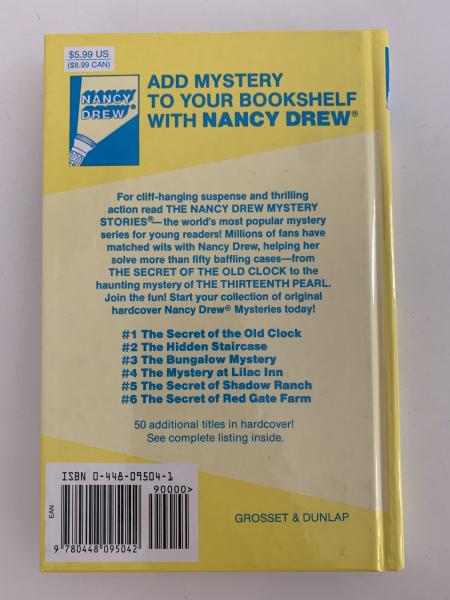 $5.99 US
($8.99 CAN)
NANCY
DREW®
ADD MYSTERY
TO YOUR BOOKSHELF
WITH NANCY DREW®
For cliff-hanging suspense and thrilling
action read THE NANCY DREW MYSTERY
STORIES®—the world's most popular mystery
series for young readers! Millions of fans have
matched wits with Nancy Drew, helping her
solve more than fifty baffling cases—from
THE SECRET OF THE OLD CLOCK to the
haunting mystery of THE THIRTEENTH PEARL.
Join the fun! Start your collection of original
hardcover Nancy Drew® Mysteries today!
#1 The Secret of the Old Clock
#2 The Hidden Staircase
#3 The Bungalow Mystery
#4 The Mystery at Lilac Inn
#5 The Secret of Shadow Ranch
#6 The Secret of Red Gate Farm
50 additional titles in hardcover!
See complete listing inside.
ISBN 0-448-09504-1
90000>
EAN
9 780448 095042
GROSSET & DUNLAP